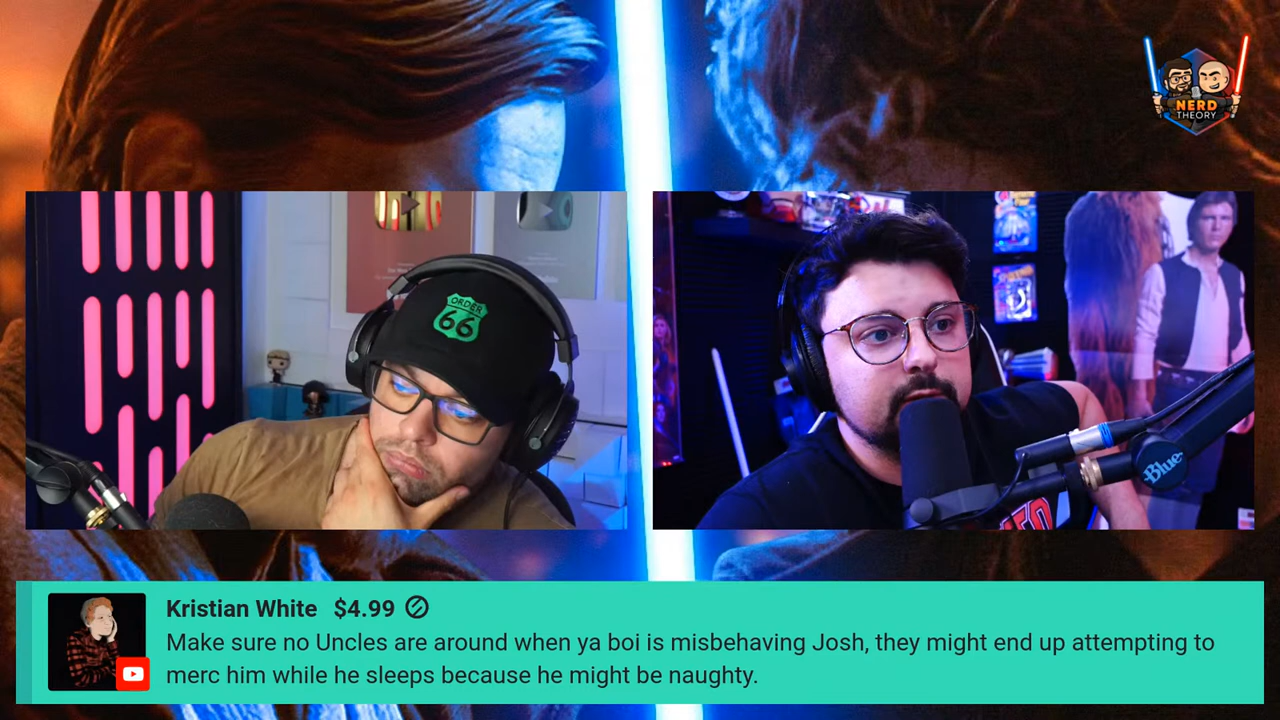 NERD
THEORY
ORDER
66
Blue
Kristian White $4.99
Make sure no Uncles are around when ya boi is misbehaving Josh, they might end up attempting to
merc him while he sleeps because he might be naughty.